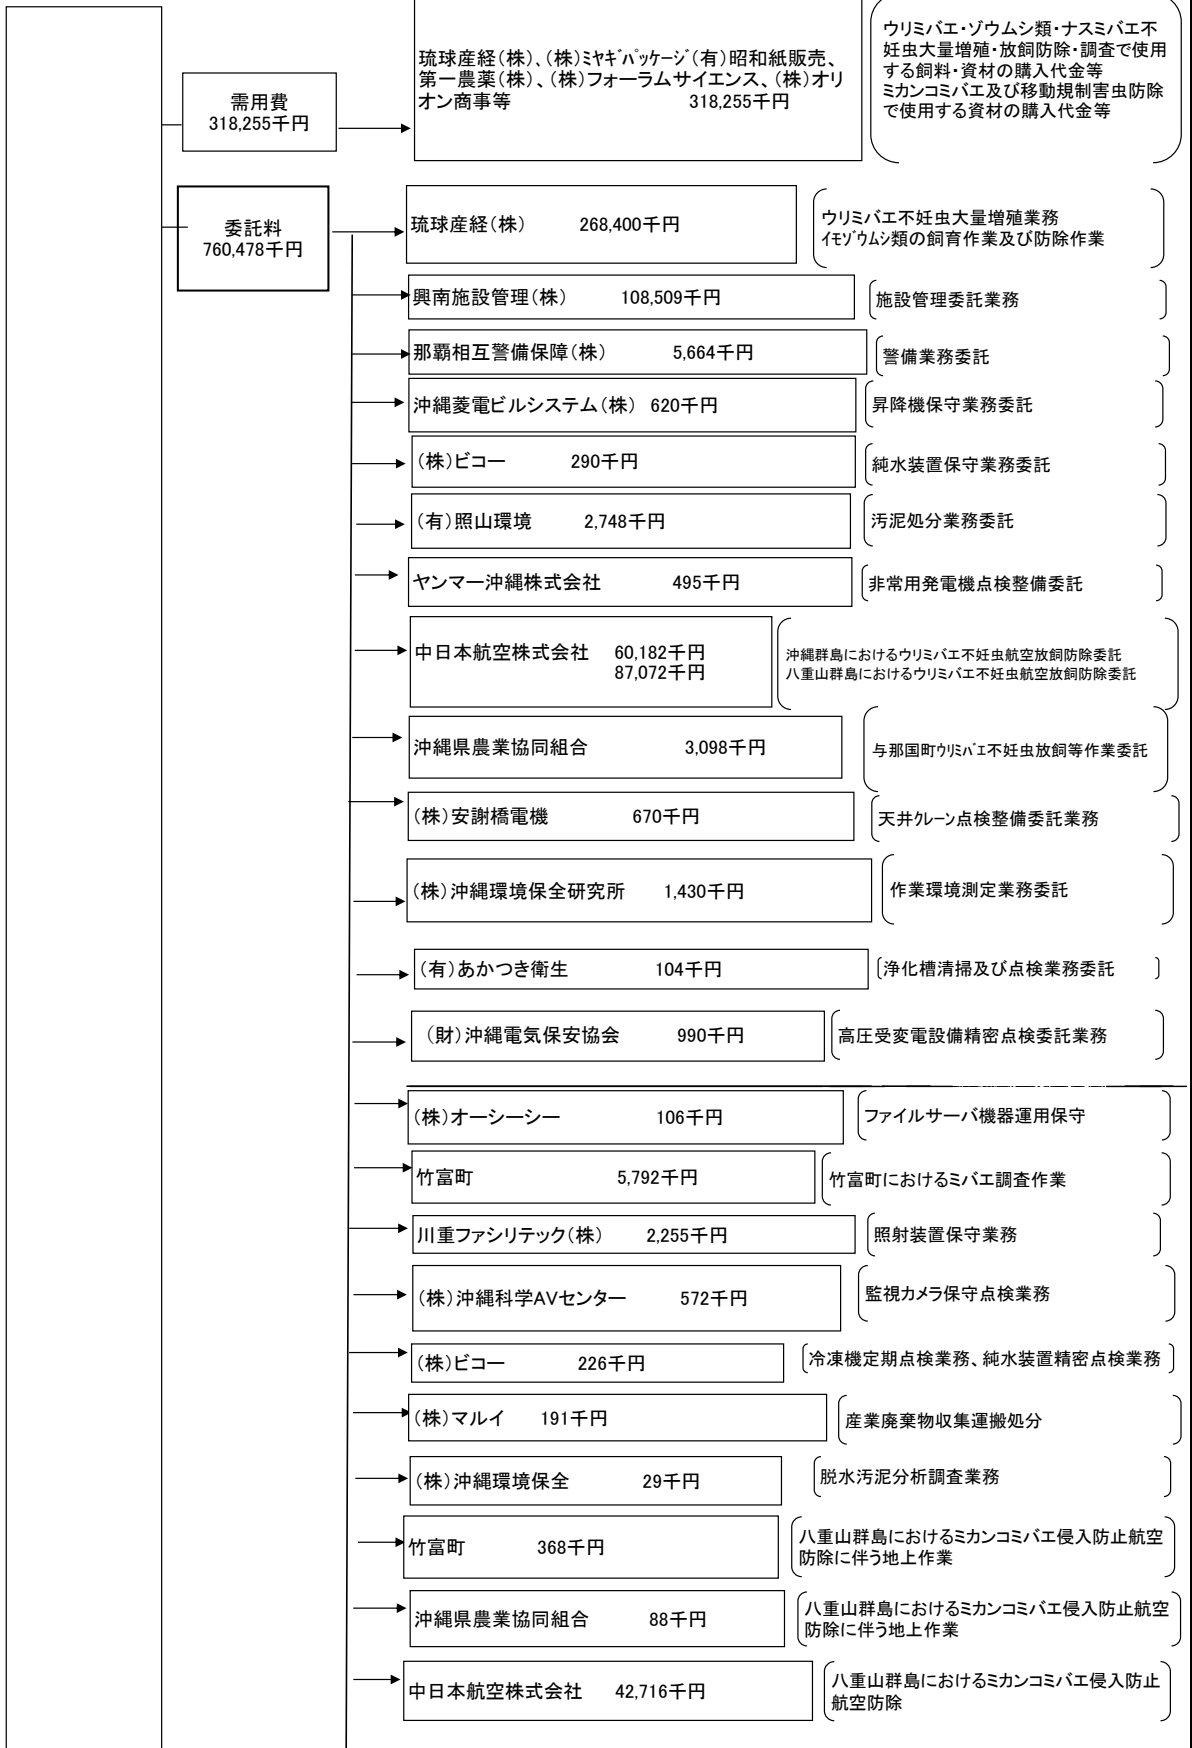 琉球産経(株)、(株)ﾐﾔｷﾞﾊﾟｯｹｰｼﾞ(有)昭和紙販売、
第一農薬(株)、(株)フォーラムサイエンス、(株)オリ
オン商事等 318,255千円
ウリミバエ・ゾウムシ類・ナスミバエ不
妊虫大量増殖・放飼防除・調査で使用
する飼料・資材の購入代金等
ミカンコミバエ及び移動規制害虫防除
で使用する資材の購入代金等
需用費
318,255千円
委託料
760,478千円
琉球産経(株) 268,400千円
ウリミバエ不妊虫大量増殖業務
ｲﾓｿﾞｳﾑｼ類の飼育作業及び防除作業
興南施設管理(株) 108,509千円
施設管理委託業務
那覇相互警備保障(株) 5,664千円
警備業務委託
沖縄菱電ビルシステム(株) 620千円
昇降機保守業務委託
(株)ビコー 290千円
純水装置保守業務委託
(有)照山環境 2,748千円
汚泥処分業務委託
ヤンマー沖縄株式会社 495千円
非常用発電機点検整備委託
中日本航空株式会社 60,182千円
87,072千円
沖縄群島におけるウリミバエ不妊虫航空放飼防除委託
八重山群島におけるウリミバエ不妊虫航空放飼防除委託
沖縄県農業協同組合 3,098千円
与那国町ｳﾘﾐﾊﾞｴ不妊虫放飼等作業委託
(株)安謝橋電機 670千円
天井ｸﾚｰﾝ点検整備委託業務
(株)沖縄環境保全研究所 1,430千円
作業環境測定業務委託
(有)あかつき衛生 104千円
浄化槽清掃及び点検業務委託
(財)沖縄電気保安協会 990千円
高圧受変電設備精密点検委託業務
(株)オーシーシー 106千円
ファイルサーバ機器運用保守
竹富町 5,792千円
竹富町におけるミバエ調査作業
川重ファシリテック(株) 2,255千円
照射装置保守業務
(株)沖縄科学AVセンター 572千円
監視カメラ保守点検業務
(株)ビコー 226千円
冷凍機定期点検業務、純水装置精密点検業務
(株)マルイ 191千円
産業廃棄物収集運搬処分
(株)沖縄環境保全 29千円
脱水汚泥分析調査業務
竹富町 368千円
八重山群島におけるミカンコミバエ侵入防止航空
防除に伴う地上作業
沖縄県農業協同組合 88千円
八重山群島におけるミカンコミバエ侵入防止航空
防除に伴う地上作業
中日本航空株式会社 42,716千円
八重山群島におけるミカンコミバエ侵入防止
航空防除